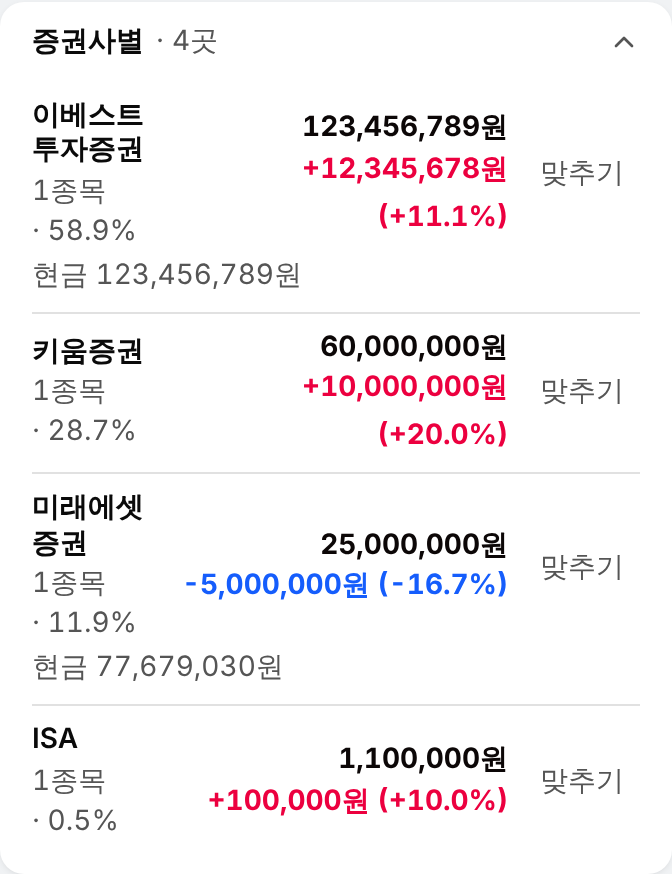 증권사별 · 4곳
이베스트
투자증권
1종목
· 58.9%
현금 123,456,789원
123,456,789원
+12,345,678원
(+11.1%)
맞추기
키움증권
1종목
· 28.7%
60,000,000원
+10,000,000원
(+20.0%)
맞추기
미래에셋
증권
1종목
· 11.9%
현금 77,679,030원
25,000,000원
-5,000,000원 (-16.7%)
맞추기
ISA
1종목
· 0.5%
1,100,000원
+100,000원 (+10.0%)
맞추기